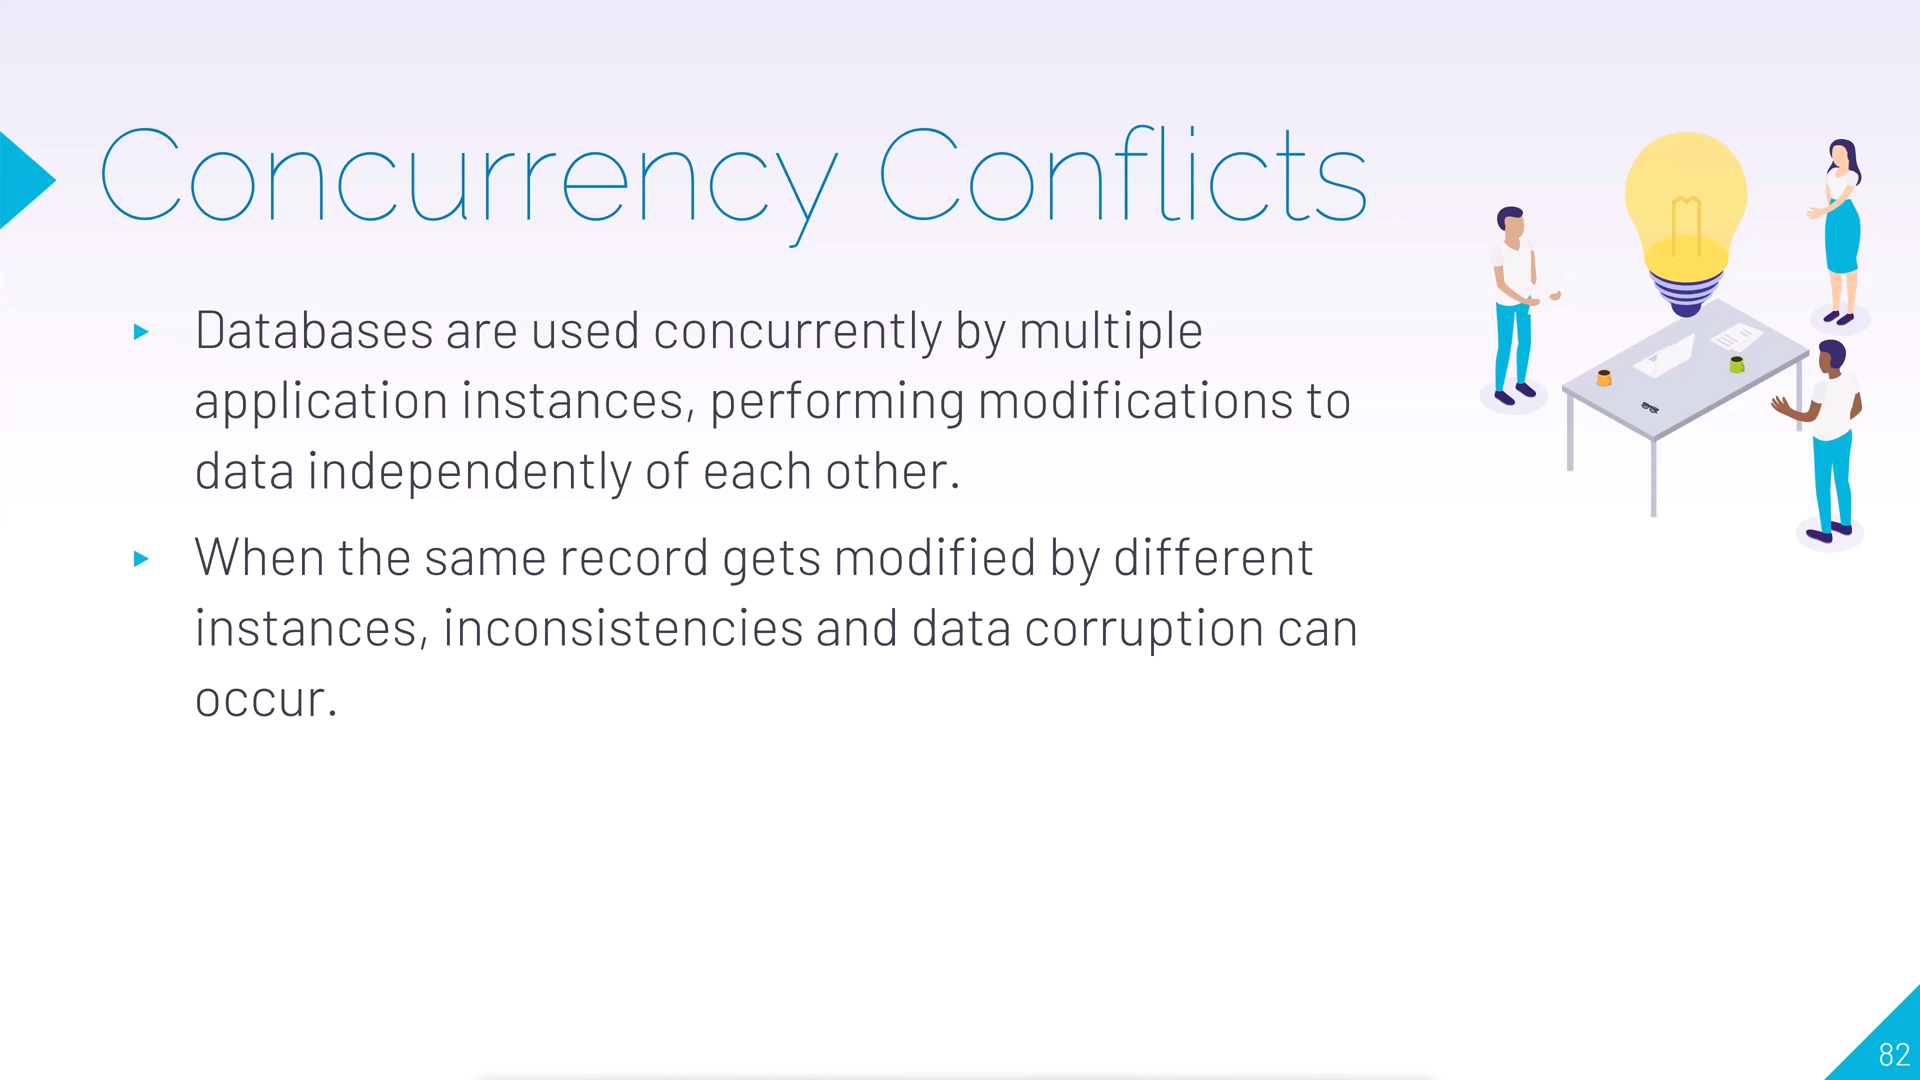 Concurrency Conflicts
Databases are used concurrently by multiple
application instances, performing modifications to
data independently of each other.
When the same record gets modified by different
instances, inconsistencies and data corruption can
occur.
82